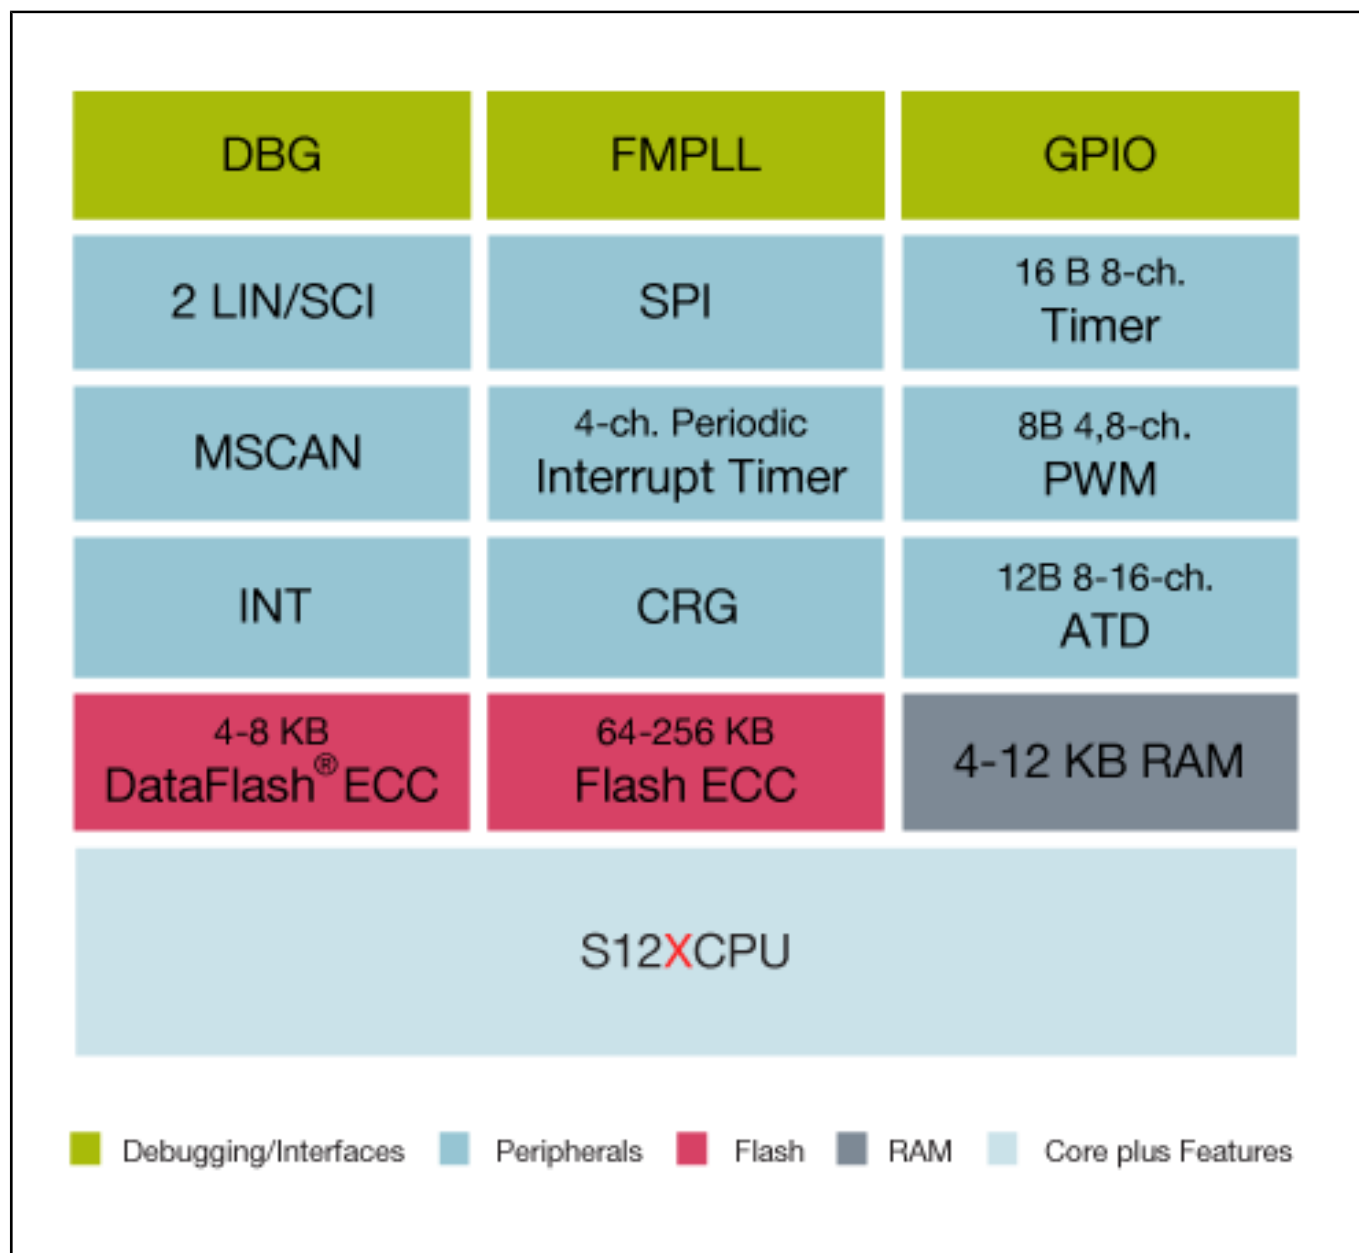 DBG
FMPLL
GPIO
2 LIN/SCI
SPI
16 B 8-ch.
Timer
MSCAN
4-ch. Periodic
Interrupt Timer
8B 4,8-ch.
PWM
INT
CRG
12B 8-16-ch.
ATD
4-8 KB
DataFlash® ECC
64-256 KB
Flash ECC
4-12 KB RAM
S12XCPU
Debugging/Interfaces
Peripherals
Flash
RAM
Core plus Features